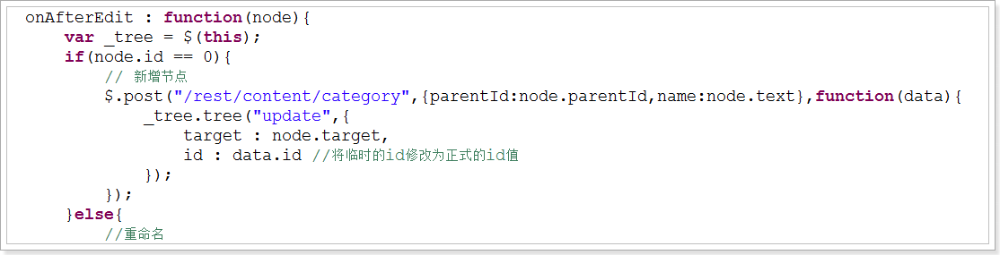 onAfterEdit : function(node){
var _tree = $(this);
if(node.id == 0){
// 新增节点
$.post("/rest/content/category",{parentId:node.parentId,name:node.text},function(data){
_tree.tree("update",{
target : node.target,
id : data.id //将临时的id修改为正式的id值
});
});
}else{
//重命名